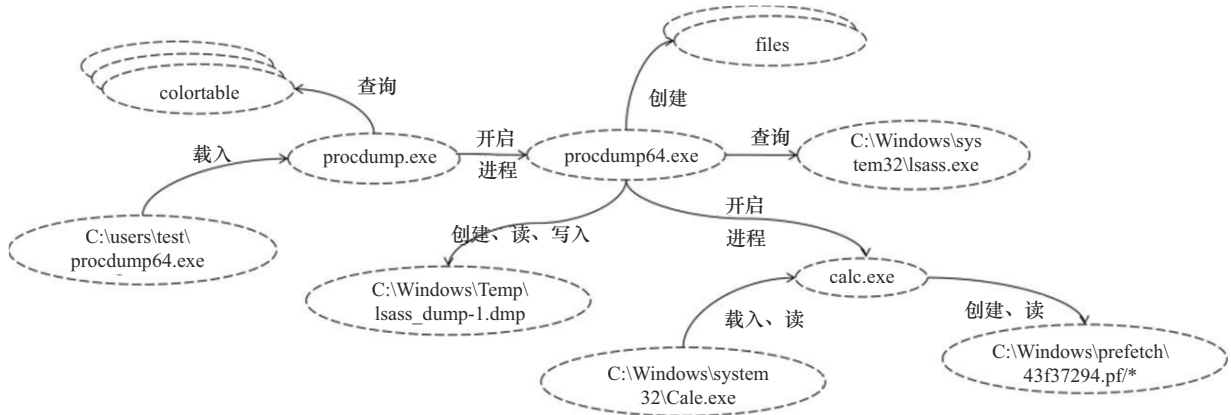 files
colortable
查询
创建
载入
procdump.exe
开启
进程
procdump64.exe
查询
C:\Windows\sys
tem32\lsass.exe
C:\users\test\
procdump64.exe
创建、读、写入
开启
进程
C:\Windows\Temp\
lsass_dump-1.dmp
calc.exe
载入、读
创建、读
C:\Windows\system
32\Cale.exe
C:\Windows\prefetch\
43f37294.pf/*